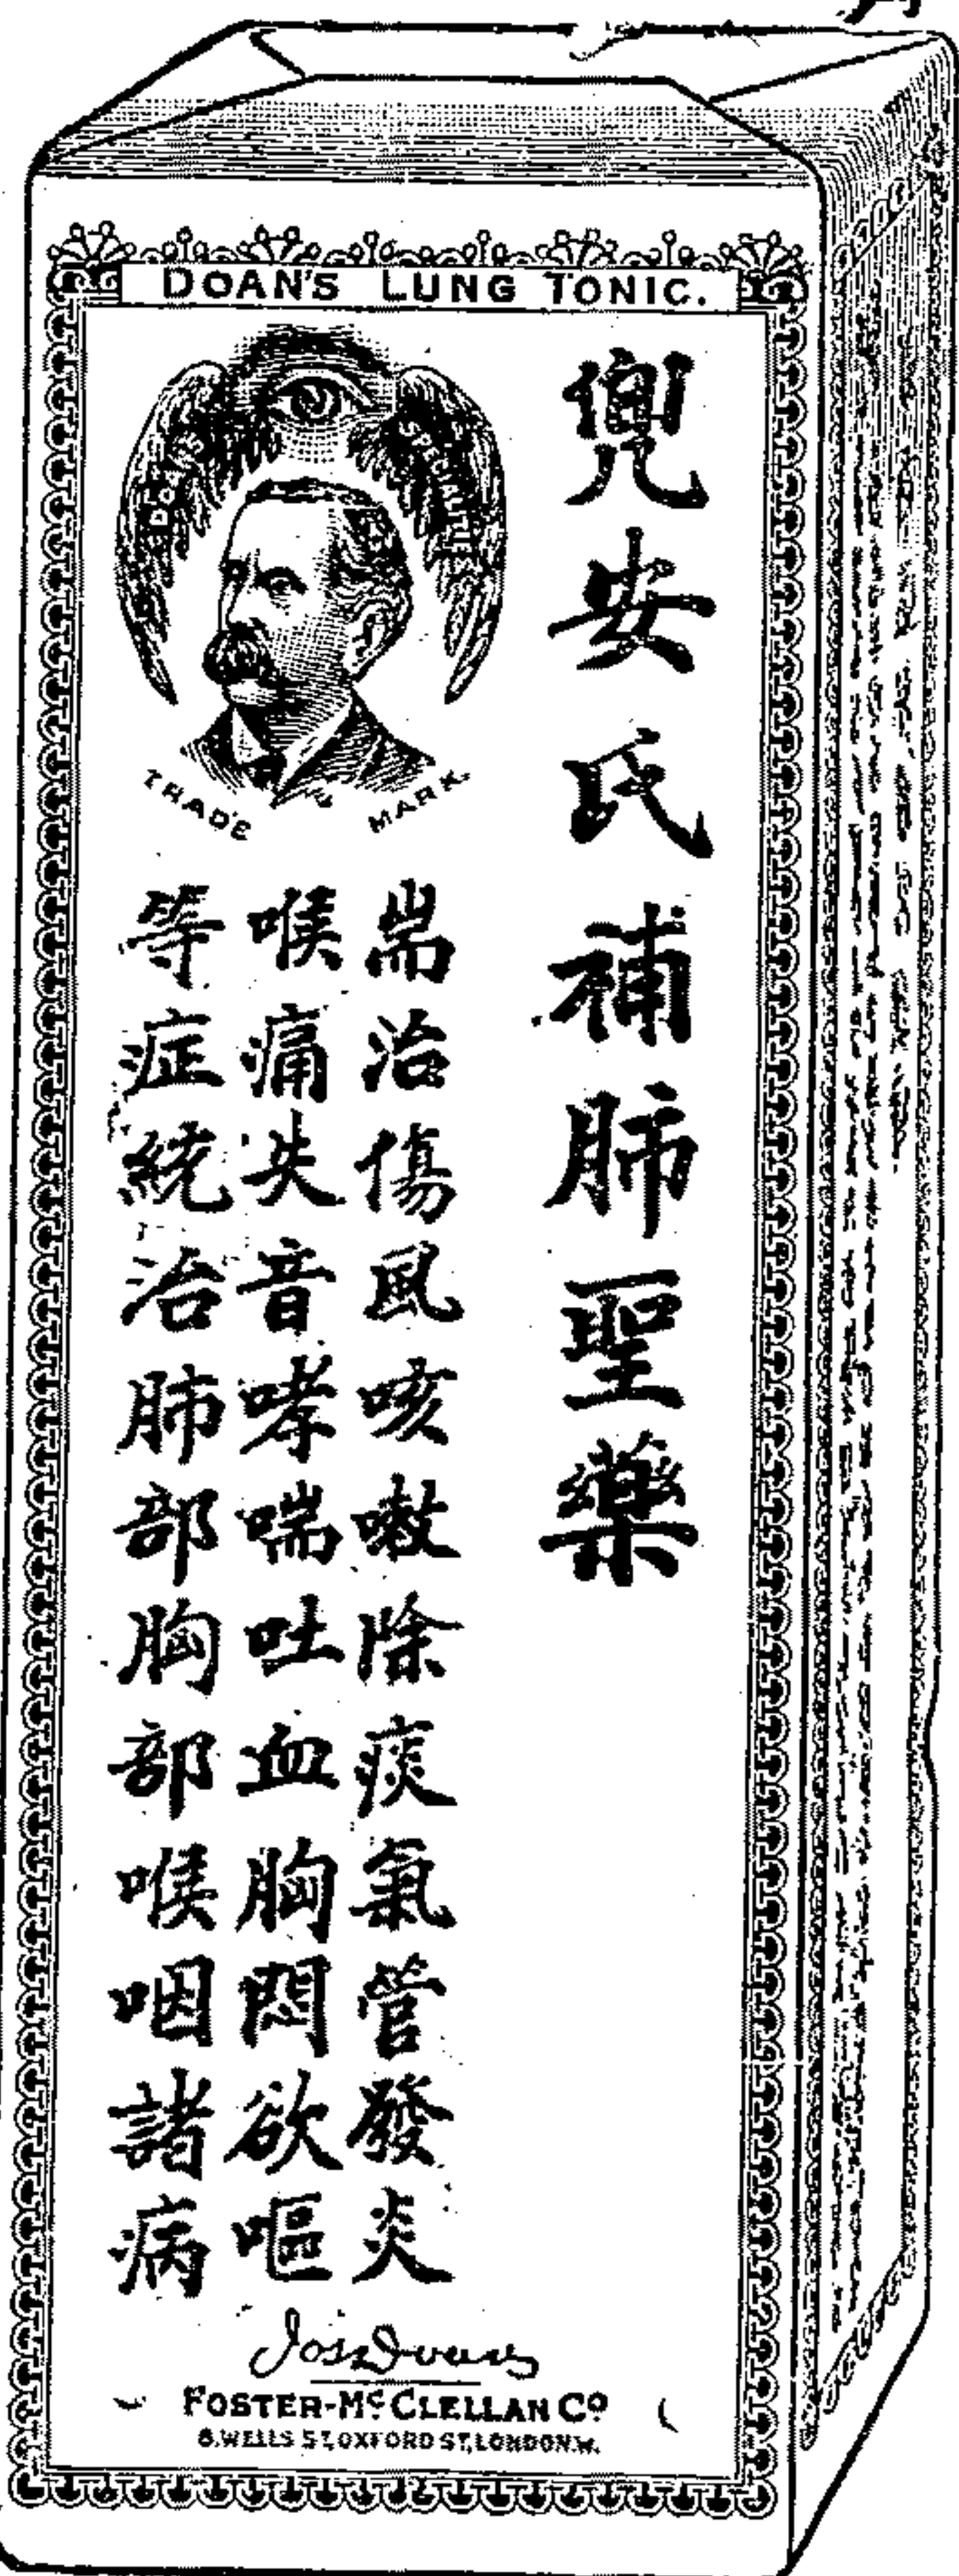 DOAN'S LUNG TONIC.
兜安氏補肺聖藥
TRADE MARK
耑治傷風咳嗽除痰氣管發炎
喉痛失音哮喘吐血胸悶欲嘔
等症統治肺部胸部喉咽諸病
Jos Doan
FOSTER-McCLELLAN Co
8.WELLS ST,OXFORD ST,LONDON.W.